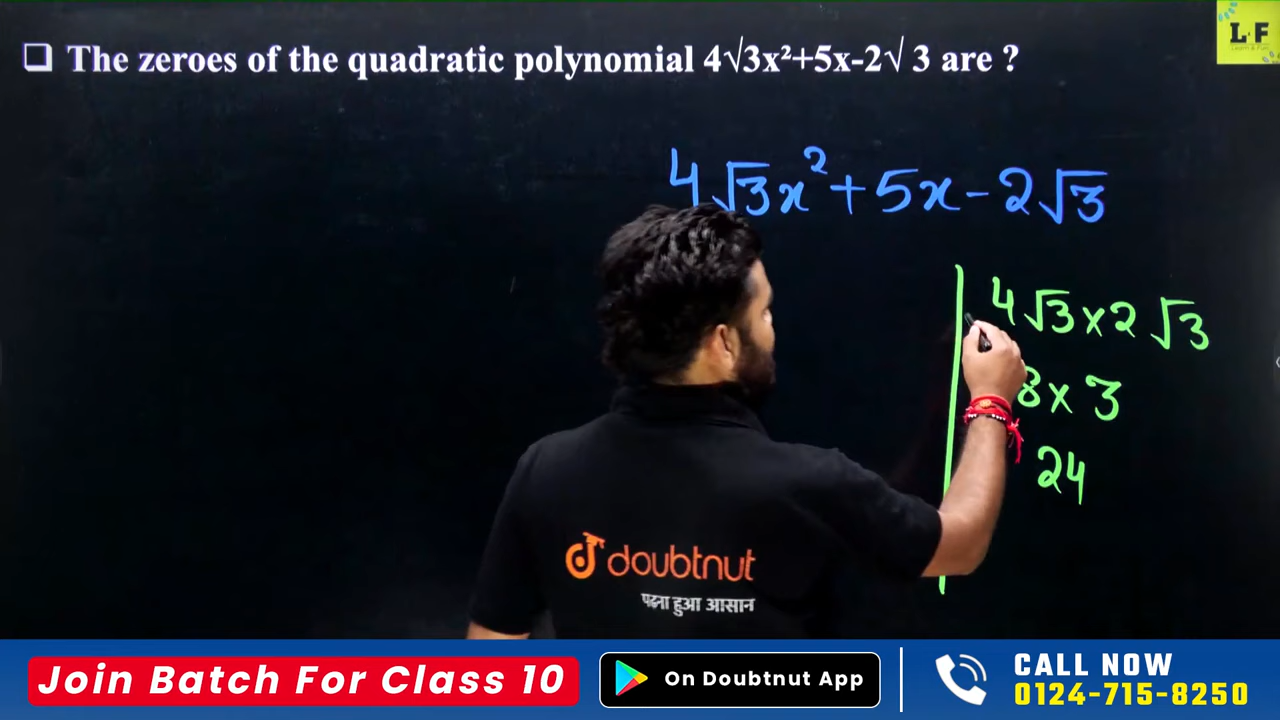 ❑ The zeroes of the quadratic polynomial 4√3x²+5x-2√ 3 are ?
L·F
Learn & Fun
4√3x²+5x-2√3
4√3×2√3
8×3
24
doubtnut
पढ़ना हुआ आसान
Join Batch For Class 10
On Doubtnut App
CALL NOW
0124-715-8250